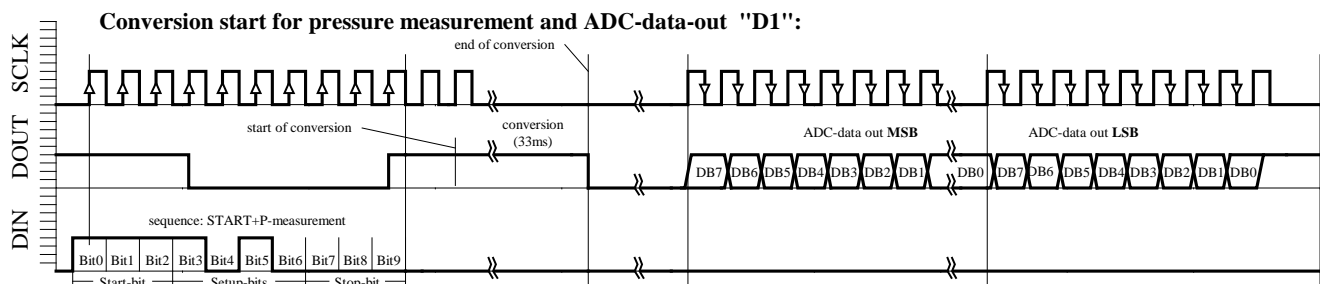 Conversion start for pressure measurement and ADC-data-out "D1":
end of conversion
SCLK
start of conversion
conversion
(33ms)
ADC-data out MSB
ADC-data out LSB
DOUT
DB7 DB6 DB5 DB4 DB3 DB2 DB1 DB0 DB7 DB6 DB5 DB4 DB3 DB2 DB1 DB0
sequence: START+P-measurement
DIN
Bit0 Bit1 Bit2 Bit3 Bit4 Bit5 Bit6 Bit7 Bit8 Bit9
Start-bit Setup-bits Stop-bit